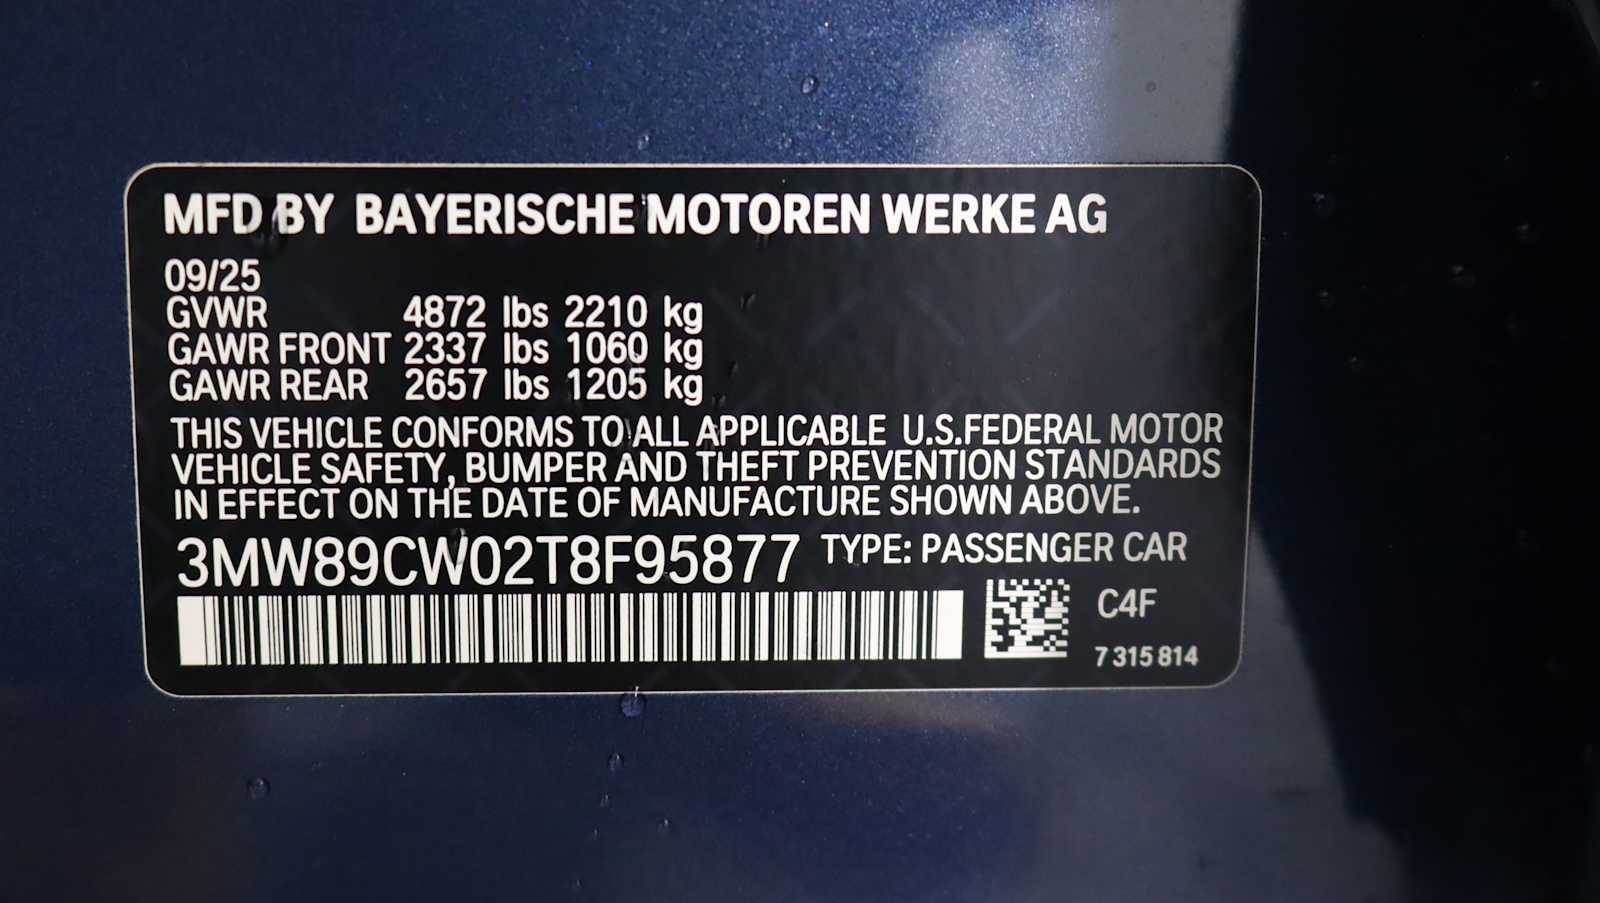 MFD BY BAYERISCHE MOTOREN WERKE AG
09/25
GVWR 4872 lbs 2210 kg
GAWR FRONT 2337 lbs 1060 kg
GAWR REAR 2657 lbs 1205 kg
THIS VEHICLE CONFORMS TO ALL APPLICABLE U.S.FEDERAL MOTOR
VEHICLE SAFETY, BUMPER AND THEFT PREVENTION STANDARDS
IN EFFECT ON THE DATE OF MANUFACTURE SHOWN ABOVE.
3MW89CW02T8F95877 TYPE: PASSENGER CAR
C4F
7 315 814